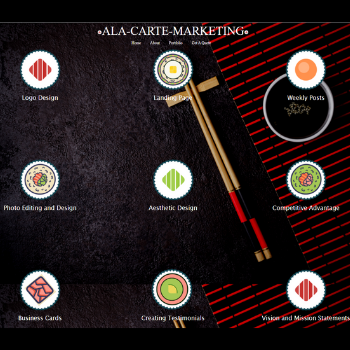 ALA-CARTE-MARKETING
Home About Portfolio Get A Quote
Logo Design Landing Page Weekly Posts
Photo Editing and Design Aesthetic Design Competitive Advantage
Business Cards Creating Testimonials Vision and Mission Statements